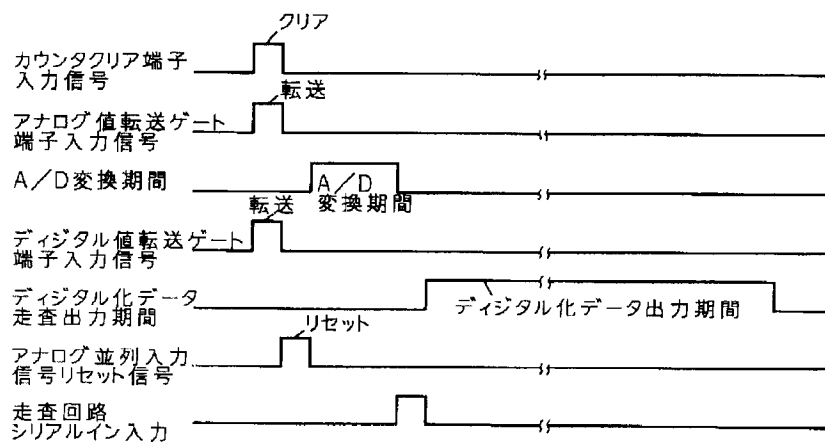 クリア
カウンタクリア端子
入力信号
転送
アナログ値転送ゲート
端子入力信号
A/D変換期間
A/D
変換期間
転送
ディジタル値転送ゲート
端子入力信号
ディジタル化データ
走査出力期間
ディジタル化データ出力期間
リセット
アナログ並列入力
信号リセット信号
走査回路
シリアルイン入力